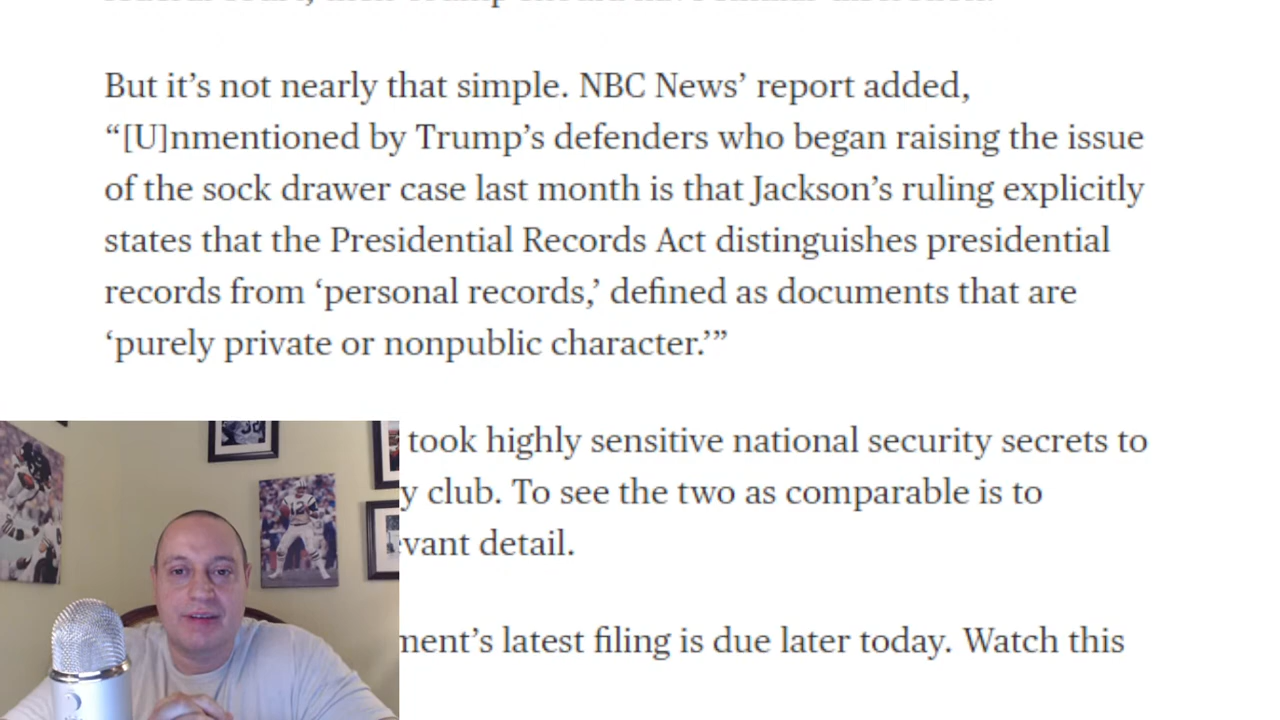 But it’s not nearly that simple. NBC News’ report added,
“[U]nmentioned by Trump’s defenders who began raising the issue
of the sock drawer case last month is that Jackson’s ruling explicitly
states that the Presidential Records Act distinguishes presidential
records from ‘personal records,’ defined as documents that are
‘purely private or nonpublic character.’”
took highly sensitive national security secrets to
y club. To see the two as comparable is to
vant detail.
ment’s latest filing is due later today. Watch this